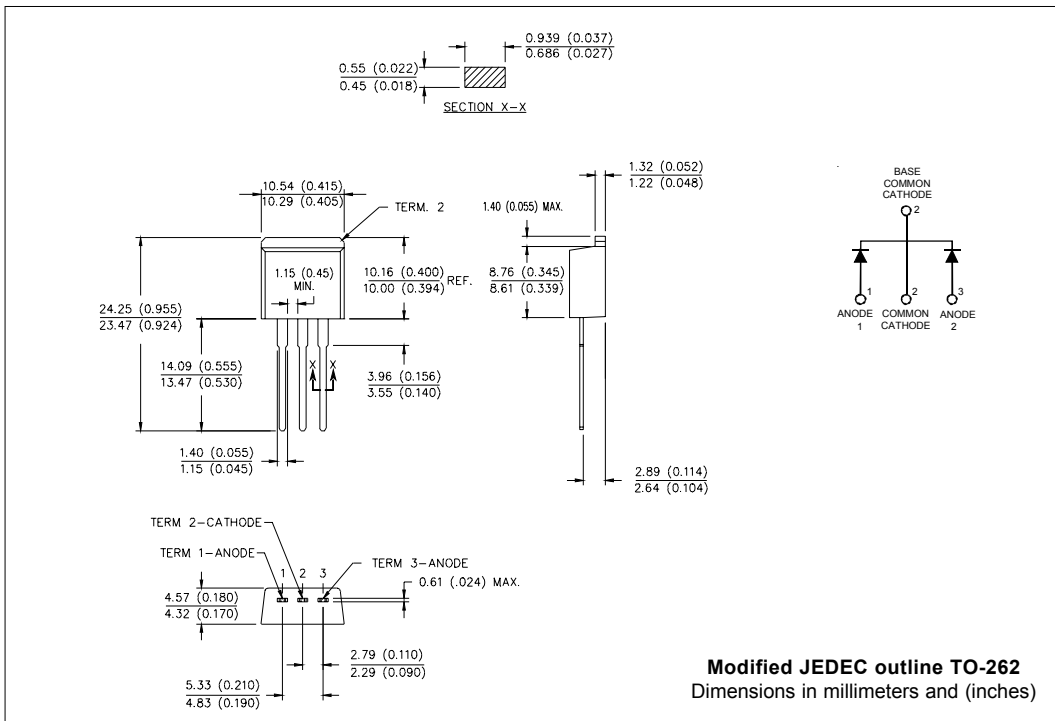 0.939 (0.037)
0.686 (0.027)
0.55 (0.022)
0.45 (0.018)
SECTION X-X
10.54 (0.415)
10.29 (0.405)
TERM. 2
1.15 (0.45)
MIN.
10.16 (0.400)
10.00 (0.394)
REF.
24.25 (0.955)
23.47 (0.924)
14.09 (0.555)
13.47 (0.530)
X X
3.96 (0.156)
3.55 (0.140)
1.40 (0.055)
1.15 (0.045)
1.32 (0.052)
1.22 (0.048)
1.40 (0.055) MAX.
8.76 (0.345)
8.61 (0.339)
2.89 (0.114)
2.64 (0.104)
BASE
COMMON
CATHODE
2
1 2 3
ANODE COMMON ANODE
1 CATHODE 2
TERM 2-CATHODE
TERM 1-ANODE
TERM 3-ANODE
1 2 3
0.61 (.024) MAX.
4.57 (0.180)
4.32 (0.170)
2.79 (0.110)
2.29 (0.090)
5.33 (0.210)
4.83 (0.190)
Modified JEDEC outline TO-262
Dimensions in millimeters and (inches)